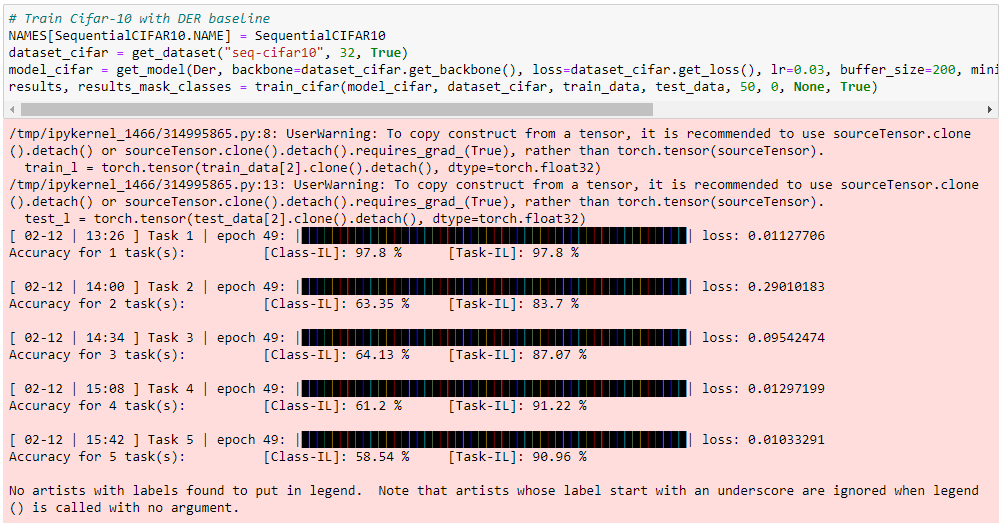 # Train Cifar-10 with DER baseline
NAMES[SequentialCIFAR10.NAME] = SequentialCIFAR10
dataset_cifar = get_dataset("seq-cifar10", 32, True)
model_cifar = get_model(Der, backbone=dataset_cifar.get_backbone(), loss=dataset_cifar.get_loss(), lr=0.03, buffer_size=200, mini
results, results_mask_classes = train_cifar(model_cifar, dataset_cifar, train_data, test_data, 50, 0, None, True)
/tmp/ipykernel_1466/314995865.py:8: UserWarning: To copy construct from a tensor, it is recommended to use sourceTensor.clone
().detach() or sourceTensor.clone().detach().requires_grad_(True), rather than torch.tensor(sourceTensor).
train_l = torch.tensor(train_data[2].clone().detach(), dtype=torch.float32)
/tmp/ipykernel_1466/314995865.py:13: UserWarning: To copy construct from a tensor, it is recommended to use sourceTensor.clone
().detach() or sourceTensor.clone().detach().requires_grad_(True), rather than torch.tensor(sourceTensor).
test_l = torch.tensor(test_data[2].clone().detach(), dtype=torch.float32)
[ 02-12 | 13:26 ] Task 1 | epoch 49: | | loss: 0.01127706
Accuracy for 1 task(s): [Class-IL]: 97.8 % [Task-IL]: 97.8 %
[ 02-12 | 14:00 ] Task 2 | epoch 49: | | loss: 0.29010183
Accuracy for 2 task(s): [Class-IL]: 63.35 % [Task-IL]: 83.7 %
[ 02-12 | 14:34 ] Task 3 | epoch 49: | | loss: 0.09542474
Accuracy for 3 task(s): [Class-IL]: 64.13 % [Task-IL]: 87.07 %
[ 02-12 | 15:08 ] Task 4 | epoch 49: | | loss: 0.01297199
Accuracy for 4 task(s): [Class-IL]: 61.2 % [Task-IL]: 91.22 %
[ 02-12 | 15:42 ] Task 5 | epoch 49: | | loss: 0.01033291
Accuracy for 5 task(s): [Class-IL]: 58.54 % [Task-IL]: 90.96 %
No artists with labels found to put in legend.  Note that artists whose label start with an underscore are ignored when legend
() is called with no argument.